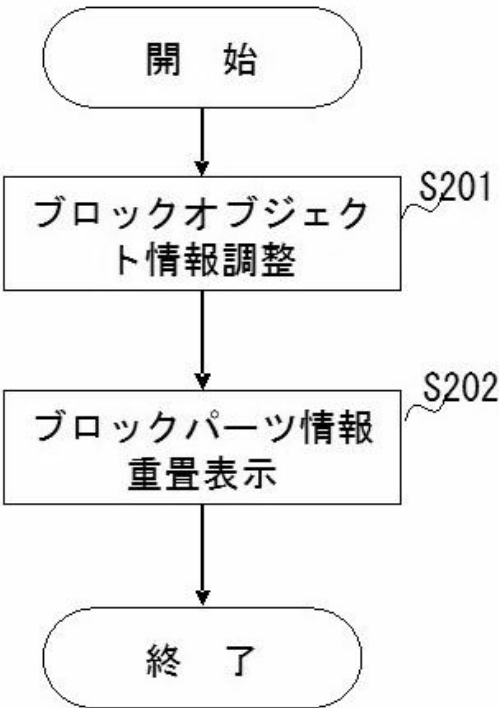 開　始
S201
ブロックオブジェク
ト情報調整
S202
ブロックパーツ情報
重畳表示
終　了